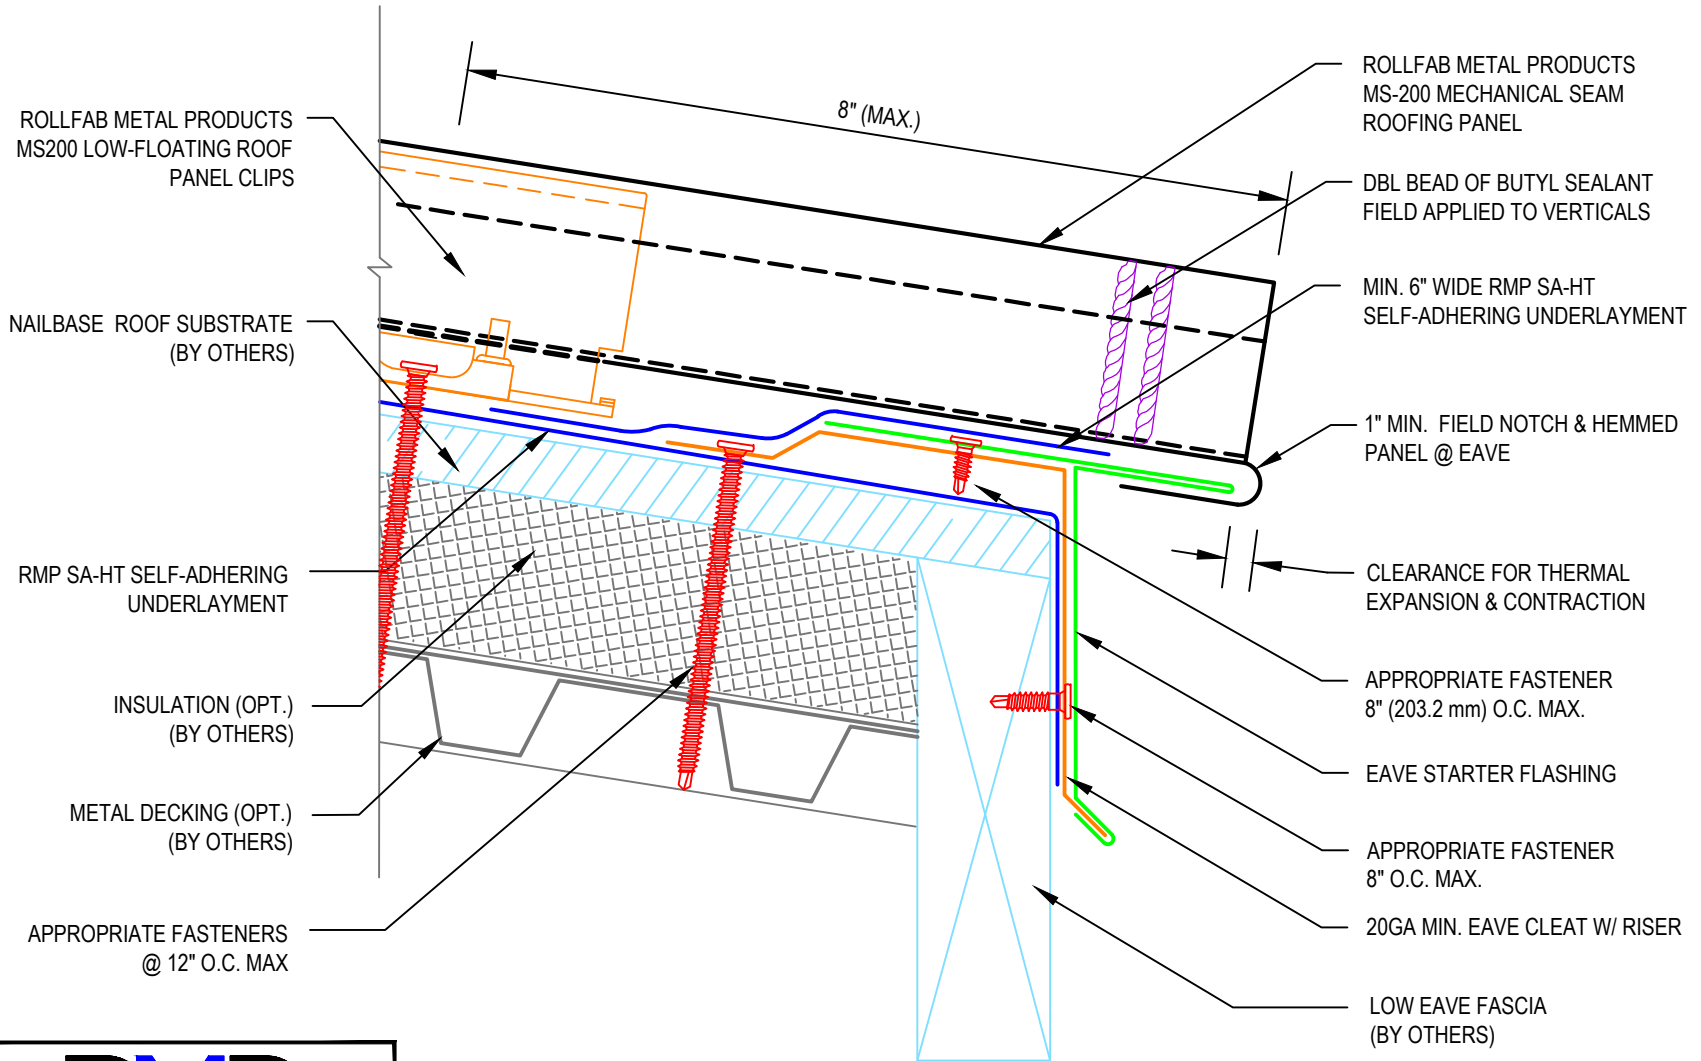 8" (MAX.)
ROLLFAB METAL PRODUCTS
MS200 LOW-FLOATING ROOF
PANEL CLIPS
NAILBASE ROOF SUBSTRATE
(BY OTHERS)
RMP SA-HT SELF-ADHERING
UNDERLAYMENT
INSULATION (OPT.)
(BY OTHERS)
METAL DECKING (OPT.)
(BY OTHERS)
APPROPRIATE FASTENERS
@ 12" O.C. MAX
ROLLFAB METAL PRODUCTS
MS-200 MECHANICAL SEAM
ROOFING PANEL
DBL BEAD OF BUTYL SEALANT
FIELD APPLIED TO VERTICALS
MIN. 6" WIDE RMP SA-HT
SELF-ADHERING UNDERLAYMENT
1" MIN. FIELD NOTCH & HEMMED
PANEL @ EAVE
CLEARANCE FOR THERMAL
EXPANSION & CONTRACTION
APPROPRIATE FASTENER
8" (203.2 mm) O.C. MAX.
EAVE STARTER FLASHING
APPROPRIATE FASTENER
8" O.C. MAX.
20GA MIN. EAVE CLEAT W/ RISER
LOW EAVE FASCIA
(BY OTHERS)